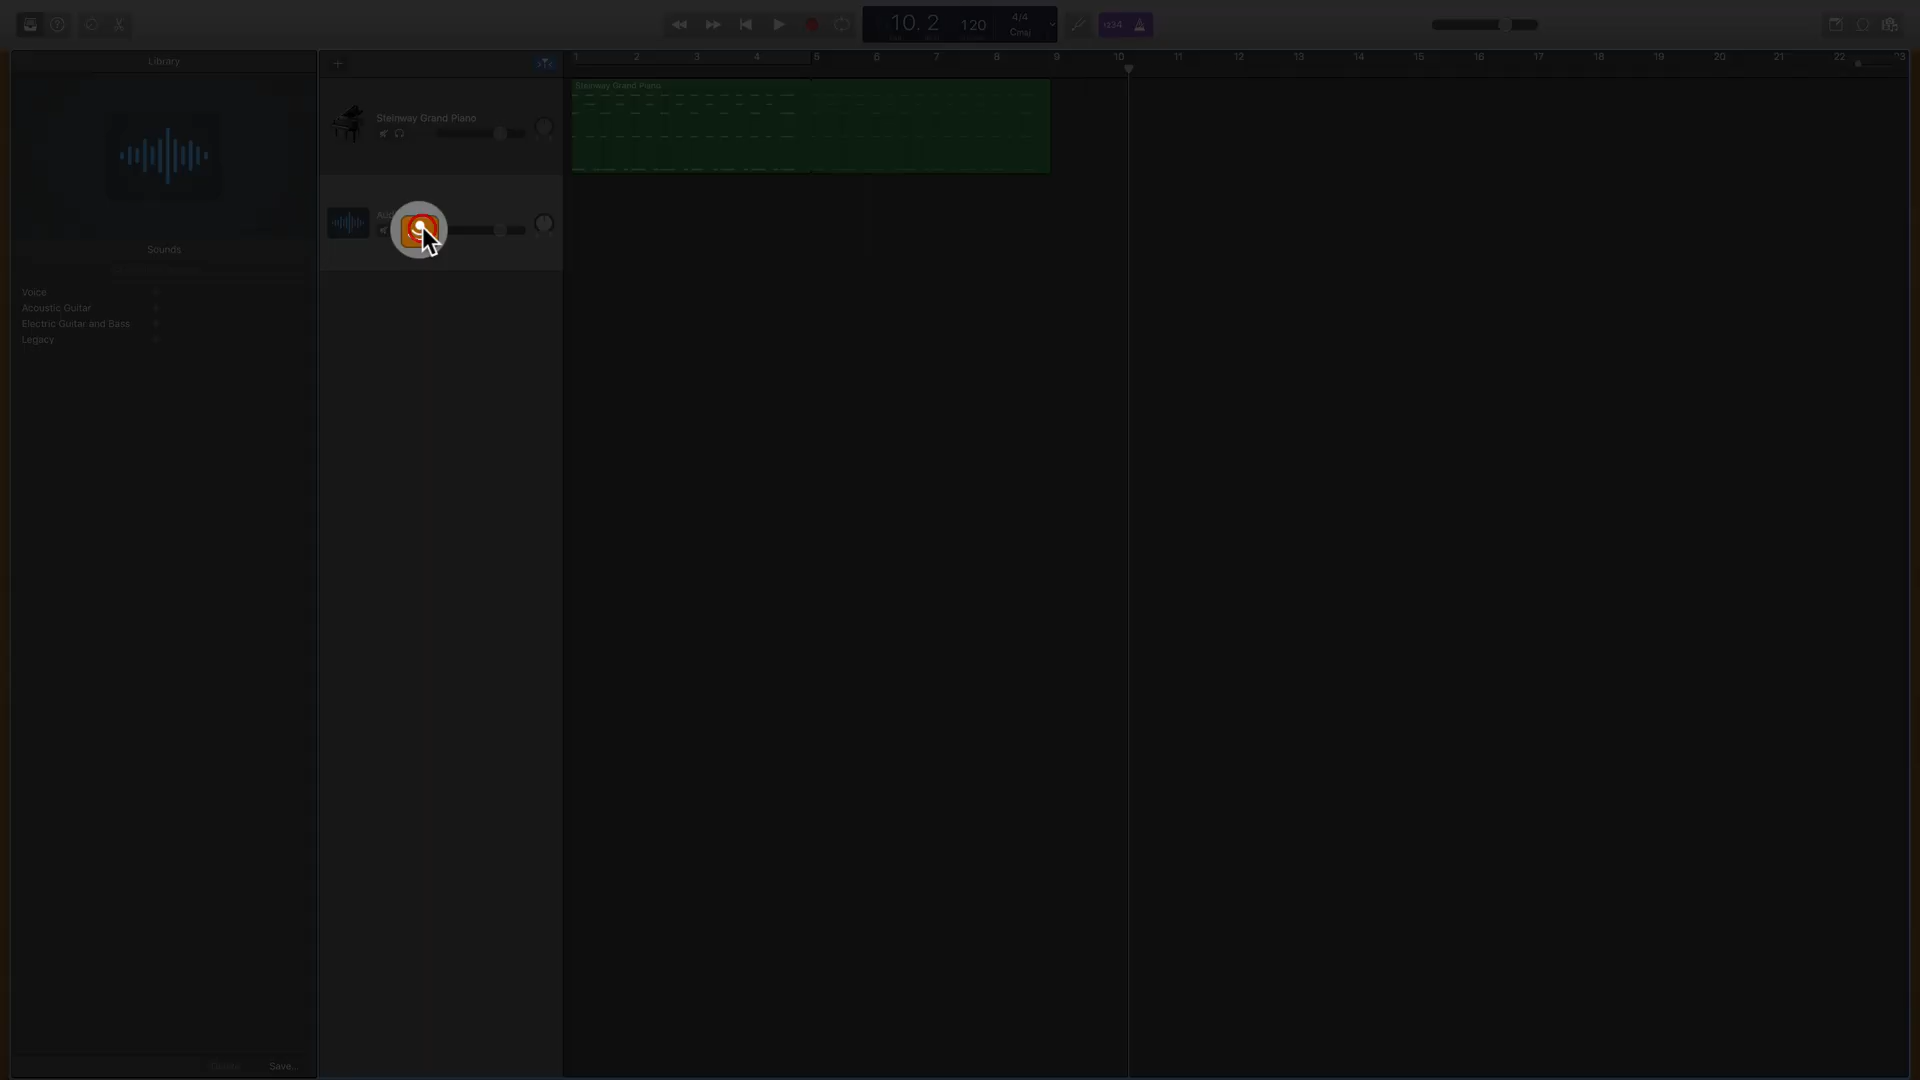 10. 2
120
4/4
Cmaj
1234
Library
1 2 3 4 5 6 7 8 9 10 11 12 13 14 15 16 17 18 19 20 21 22 23
Steinway Grand Piano
Steinway Grand Piano
Sounds
Voice
Acoustic Guitar
Electric Guitar and Bass
Legacy
Delete
Save...